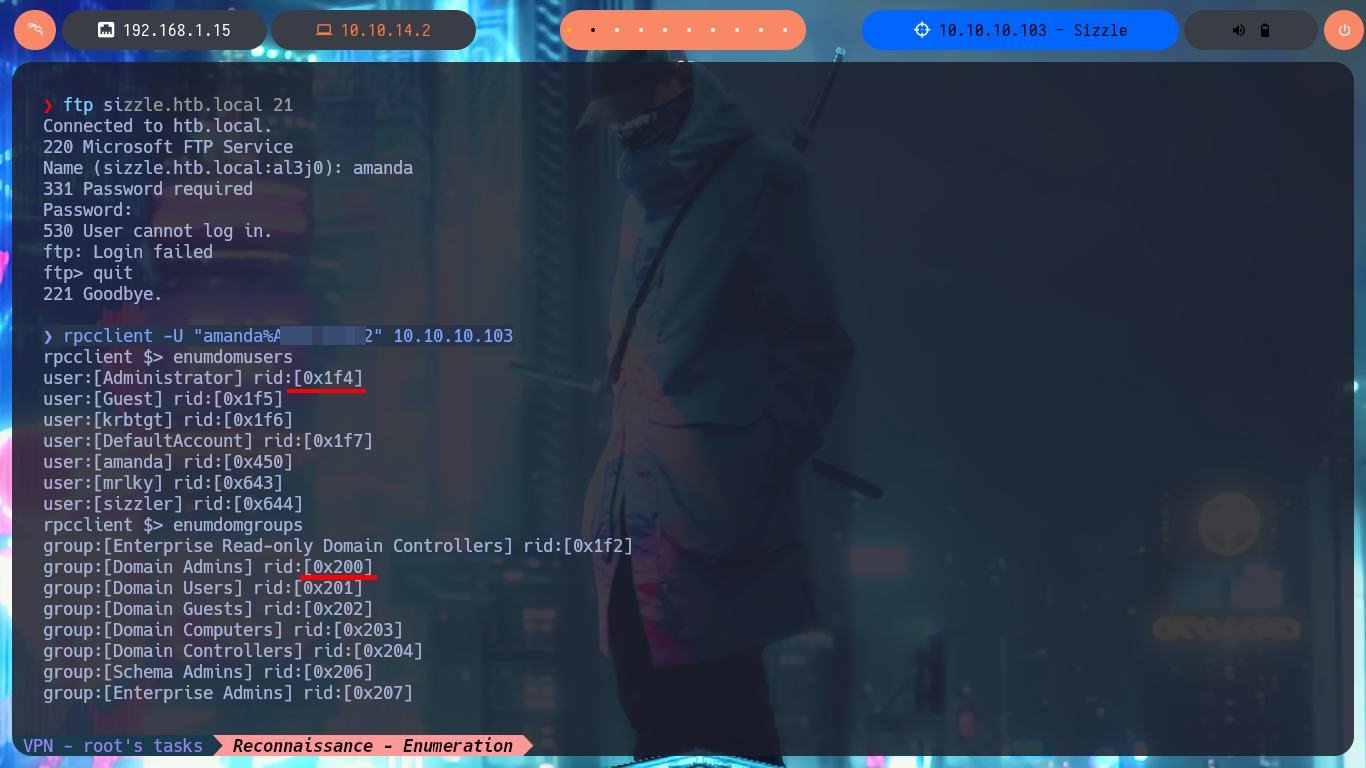 192.168.1.15
10.10.14.2
10.10.10.103 - Sizzle
❯ ftp sizzle.htb.local 21
Connected to htb.local.
220 Microsoft FTP Service
Name (sizzle.htb.local:al3j0): amanda
331 Password required
Password:
530 User cannot log in.
ftp: Login failed
ftp> quit
221 Goodbye.
❯ rpcclient -U "amanda%A 2" 10.10.10.103
rpcclient $> enumdomusers
user:[Administrator] rid:[0x1f4]
user:[Guest] rid:[0x1f5]
user:[krbtgt] rid:[0x1f6]
user:[DefaultAccount] rid:[0x1f7]
user:[amanda] rid:[0x450]
user:[mrlky] rid:[0x643]
user:[sizzler] rid:[0x644]
rpcclient $> enumdomgroups
group:[Enterprise Read-only Domain Controllers] rid:[0x1f2]
group:[Domain Admins] rid:[0x200]
group:[Domain Users] rid:[0x201]
group:[Domain Guests] rid:[0x202]
group:[Domain Computers] rid:[0x203]
group:[Domain Controllers] rid:[0x204]
group:[Schema Admins] rid:[0x206]
group:[Enterprise Admins] rid:[0x207]
VPN - root's tasks Reconnaissance - Enumeration